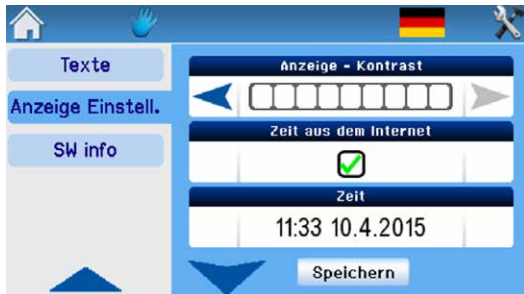 Texte
Anzeige Einstell.
SW info
Anzeige - Kontrast
Zeit aus dem Internet
Zeit
11:33 10.4.2015
Speichern